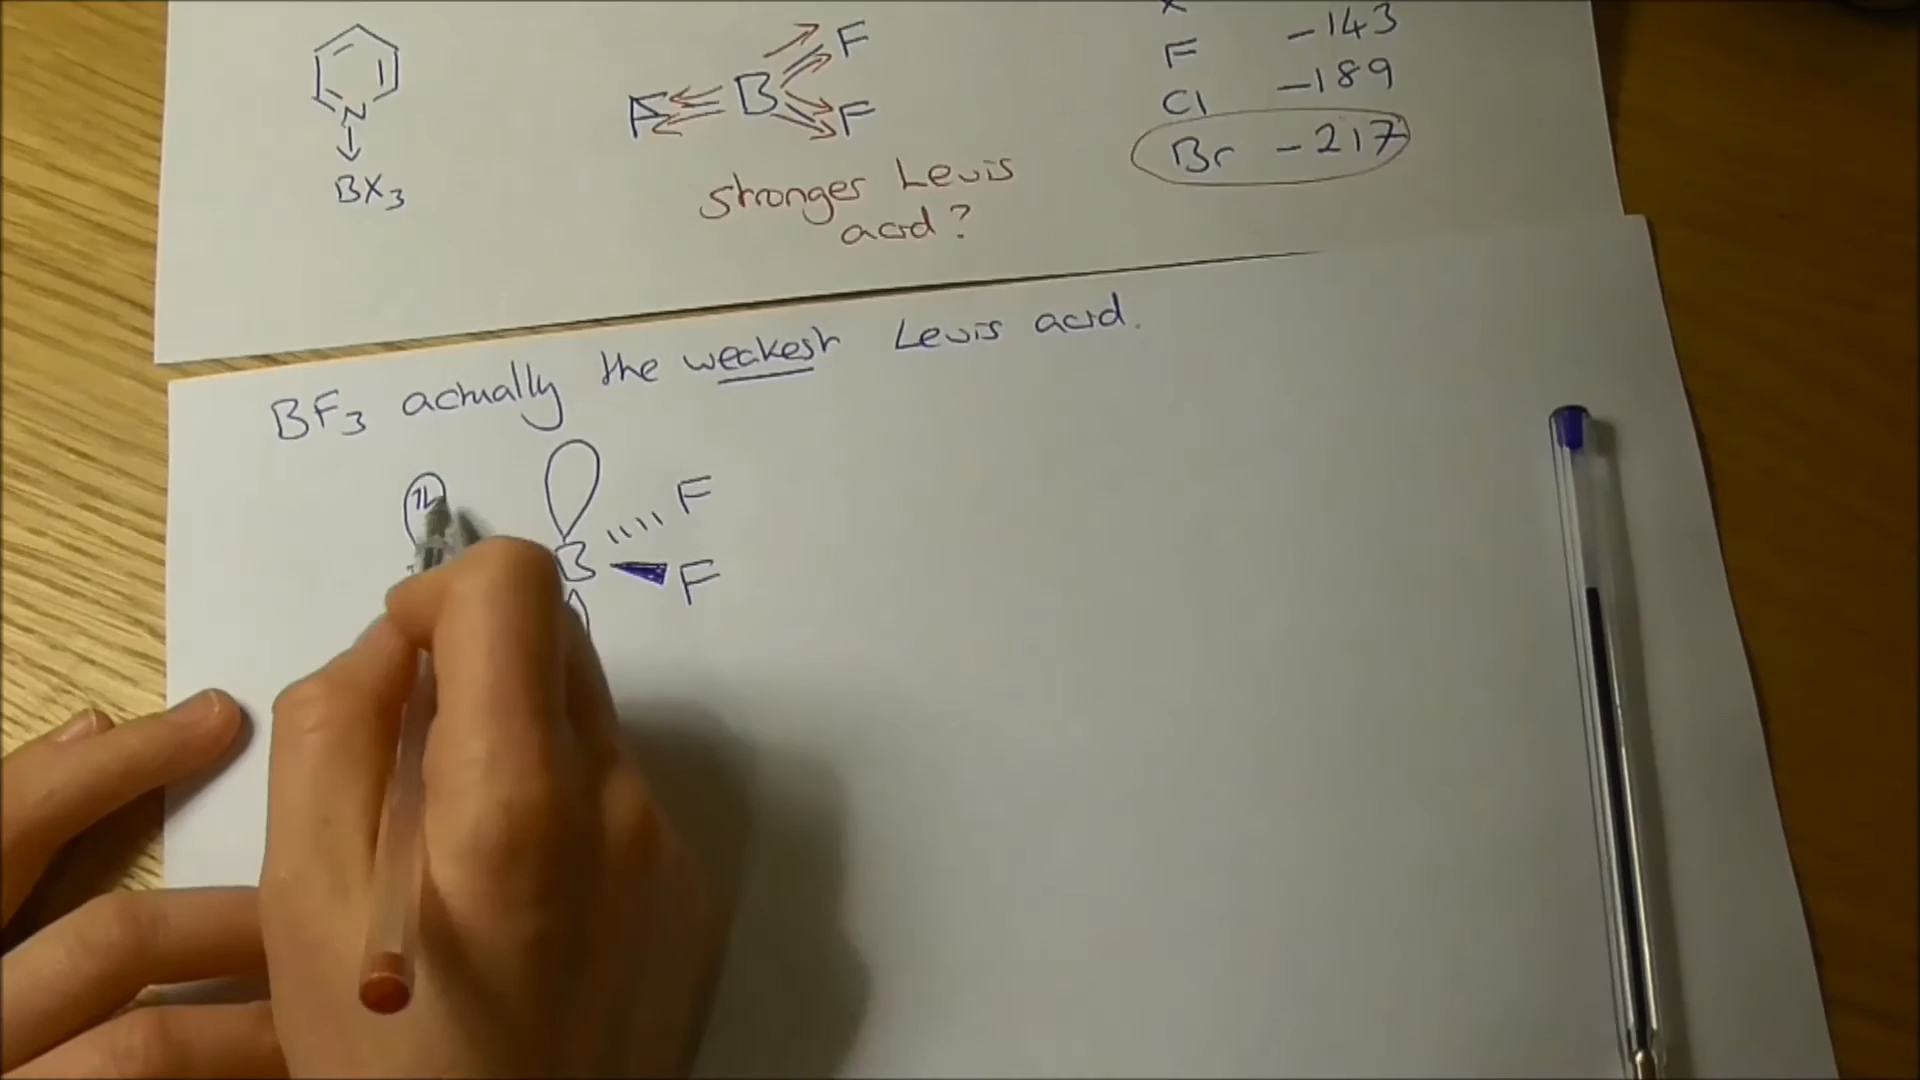 F
B
F
F
N
BX3
stronger Lewis
acid?
F -143
Cl -189
Br -217
BF3 actually the weakest Lewis acid.
F
B
F